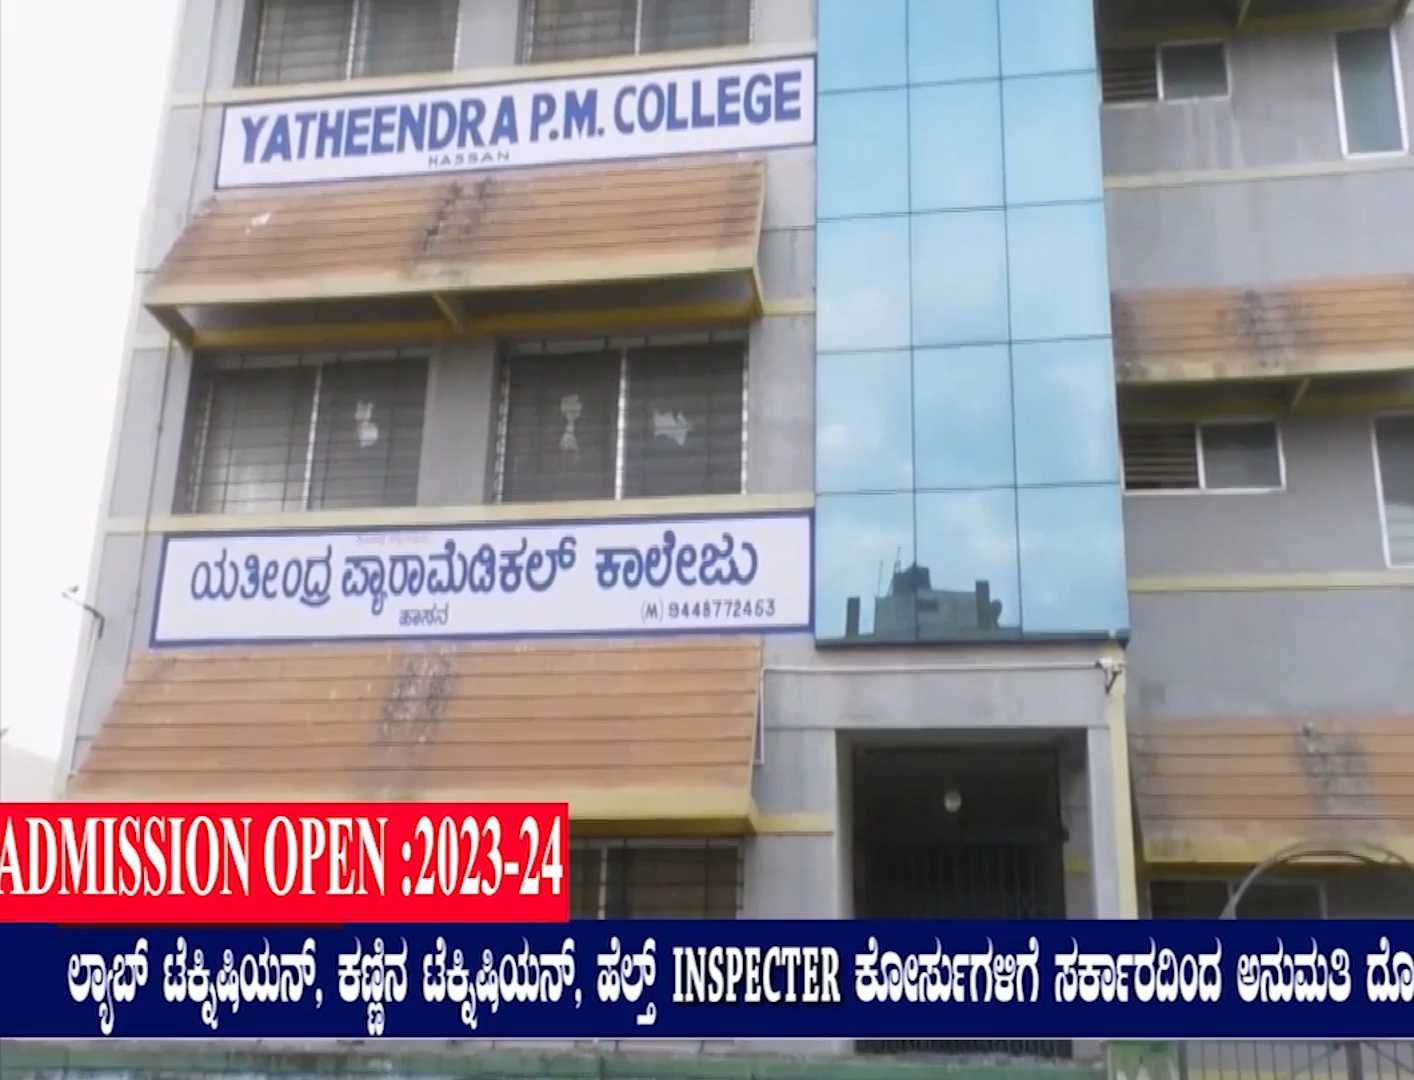 YATHEENDRA P.M. COLLEGE
HASSAN
ಯತೀಂದ್ರ ಪ್ಯಾರಾಮೆಡಿಕಲ್ ಕಾಲೇಜು
ಹಾಸನ
(M) 9448772463
ADMISSION OPEN :2023-24
ಲ್ಯಾಬ್ ಟೆಕ್ನಿಷಿಯನ್, ಕಣ್ಣಿನ ಟೆಕ್ನಿಷಿಯನ್, ಹೆಲ್ತ್ INSPECTER ಕೋರ್ಸುಗಳಿಗೆ ಸರ್ಕಾರದಿಂದ ಅನುಮತಿ